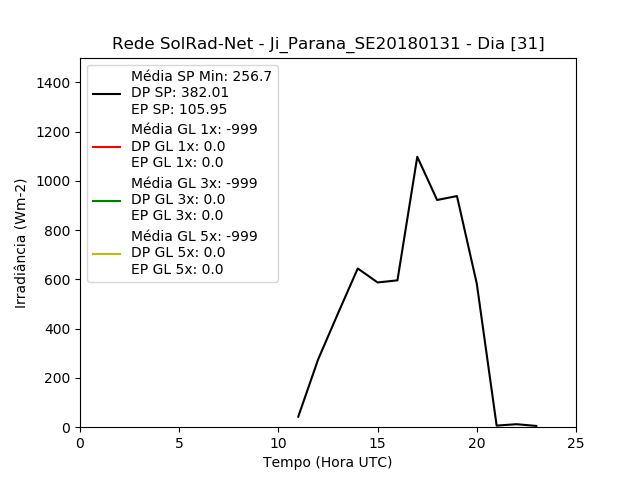 Rede SolRad-Net - Ji_Parana_SE20180131 - Dia [31]
Média SP Min: 256.7
DP SP: 382.01
EP SP: 105.95
Média GL 1x: -999
DP GL 1x: 0.0
EP GL 1x: 0.0
Média GL 3x: -999
DP GL 3x: 0.0
EP GL 3x: 0.0
Média GL 5x: -999
DP GL 5x: 0.0
EP GL 5x: 0.0
Irradiância (Wm-2)
1400
1200
1000
800
600
400
200
0
0 5 10 15 20 25
Tempo (Hora UTC)